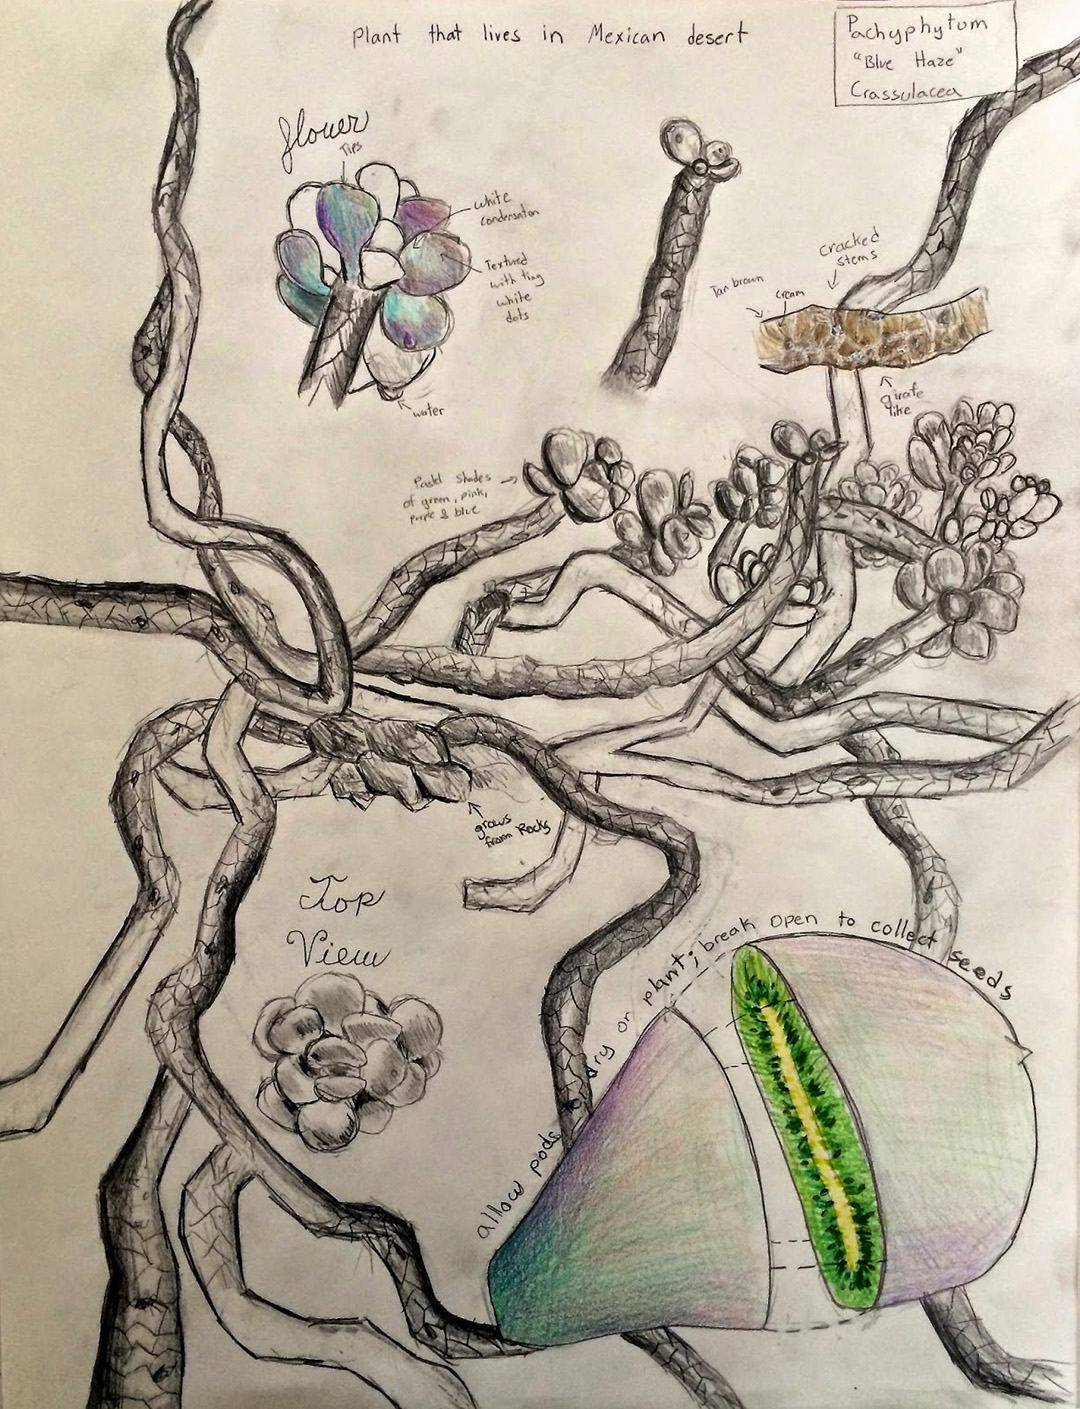 Plant that lives in Mexican desert
Pachyphytum
"Blue Haze"
Crassulacea
flower
Tips
white
condensation
Textured
with ting
white
dots
water
cracked
stems
Tan brown
cream
girafe
like
Pastel Shades
of green, pink,
purple & blue
grows
from Rocks
Top
View
allow pods dry or plant; break open to collect seeds